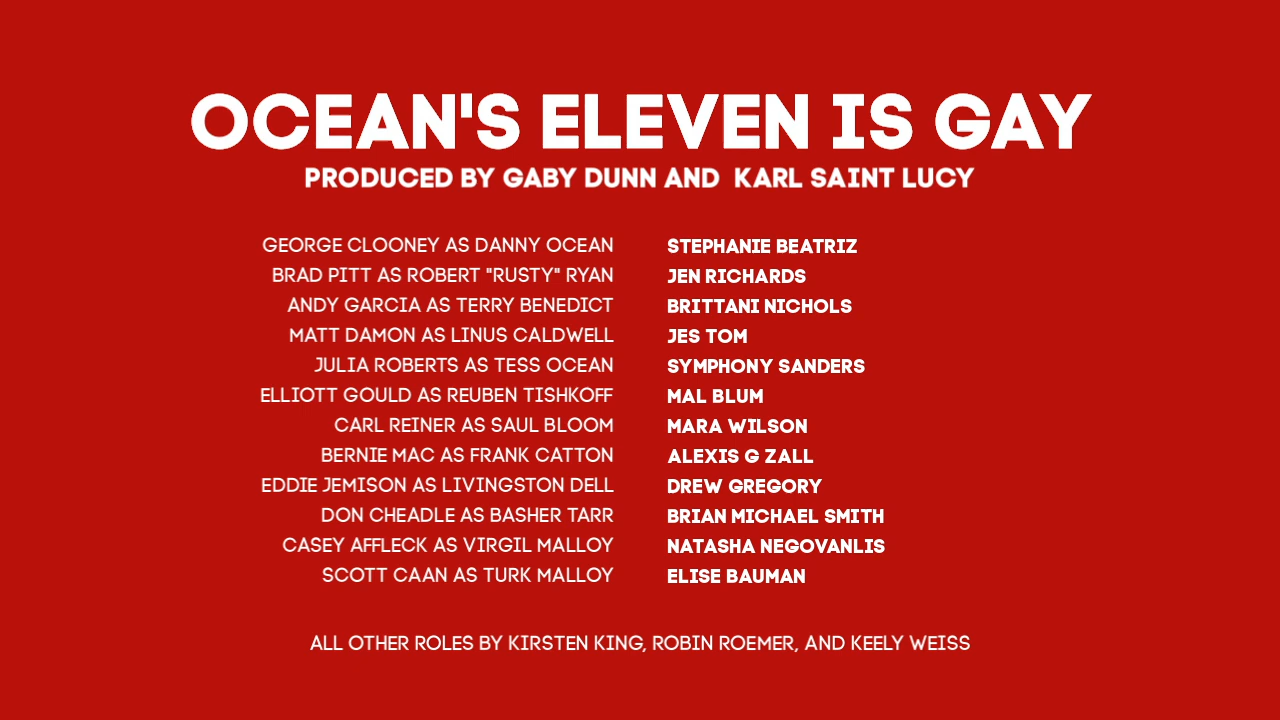 OCEAN'S ELEVEN IS GAY
PRODUCED BY GABY DUNN AND KARL SAINT LUCY
GEORGE CLOONEY AS DANNY OCEAN STEPHANIE BEATRIZ
BRAD PITT AS ROBERT "RUSTY" RYAN JEN RICHARDS
ANDY GARCIA AS TERRY BENEDICT BRITTANI NICHOLS
MATT DAMON AS LINUS CALDWELL JES TOM
JULIA ROBERTS AS TESS OCEAN SYMPHONY SANDERS
ELLIOTT GOULD AS REUBEN TISHKOFF MAL BLUM
CARL REINER AS SAUL BLOOM MARA WILSON
BERNIE MAC AS FRANK CATTON ALEXIS G ZALL
EDDIE JEMISON AS LIVINGSTON DELL DREW GREGORY
DON CHEADLE AS BASHER TARR BRIAN MICHAEL SMITH
CASEY AFFLECK AS VIRGIL MALLOY NATASHA NEGOVANLIS
SCOTT CAAN AS TURK MALLOY ELISE BAUMAN
ALL OTHER ROLES BY KIRSTEN KING, ROBIN ROEMER, AND KEELY WEISS